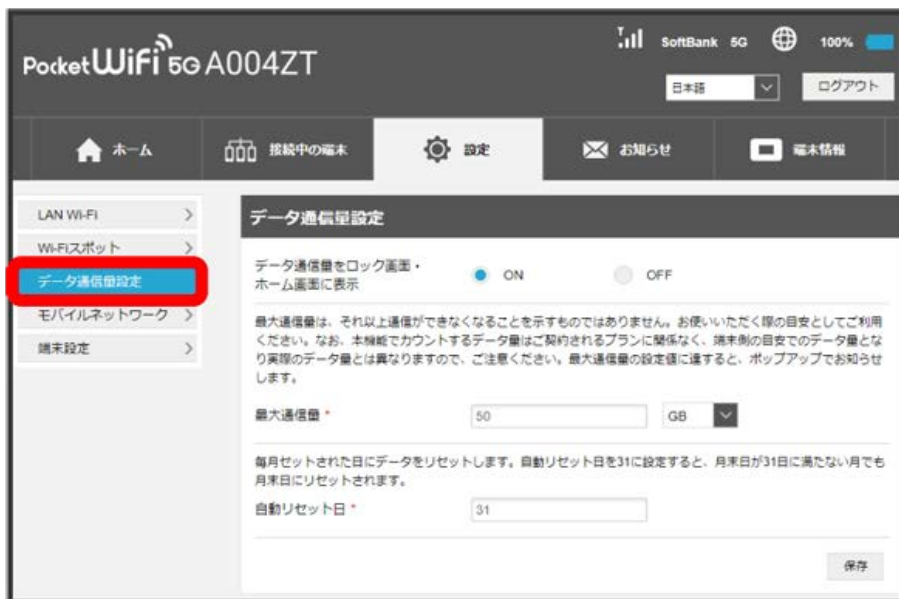 SoftBank 5G 100%
Pocket WiFi 5G A004ZT
日本語 ログアウト
ホーム 接続中の端末 設定 お知らせ 端末情報
LAN Wi-Fi
Wi-Fiスポット
データ通信量設定
モバイルネットワーク
端末設定
データ通信量設定
データ通信量をロック画面・
ホーム画面に表示
ON OFF
最大通信量は、それ以上通信ができなくなることを示すものではありません。お使いいただく際の目安としてご利用
ください。なお、本機能でカウントするデータ量はご契約されるプランに関係なく、端末側の目安でのデータ量とな
り実際のデータ量とは異なりますので、ご注意ください。最大通信量の設定値に達すると、ポップアップでお知らせ
します。
最大通信量 * 50 GB
毎月セットされた日にデータをリセットします。自動リセット日を31に設定すると、月末日が31日に満たない月でも
月末日にリセットされます。
自動リセット日 * 31
保存